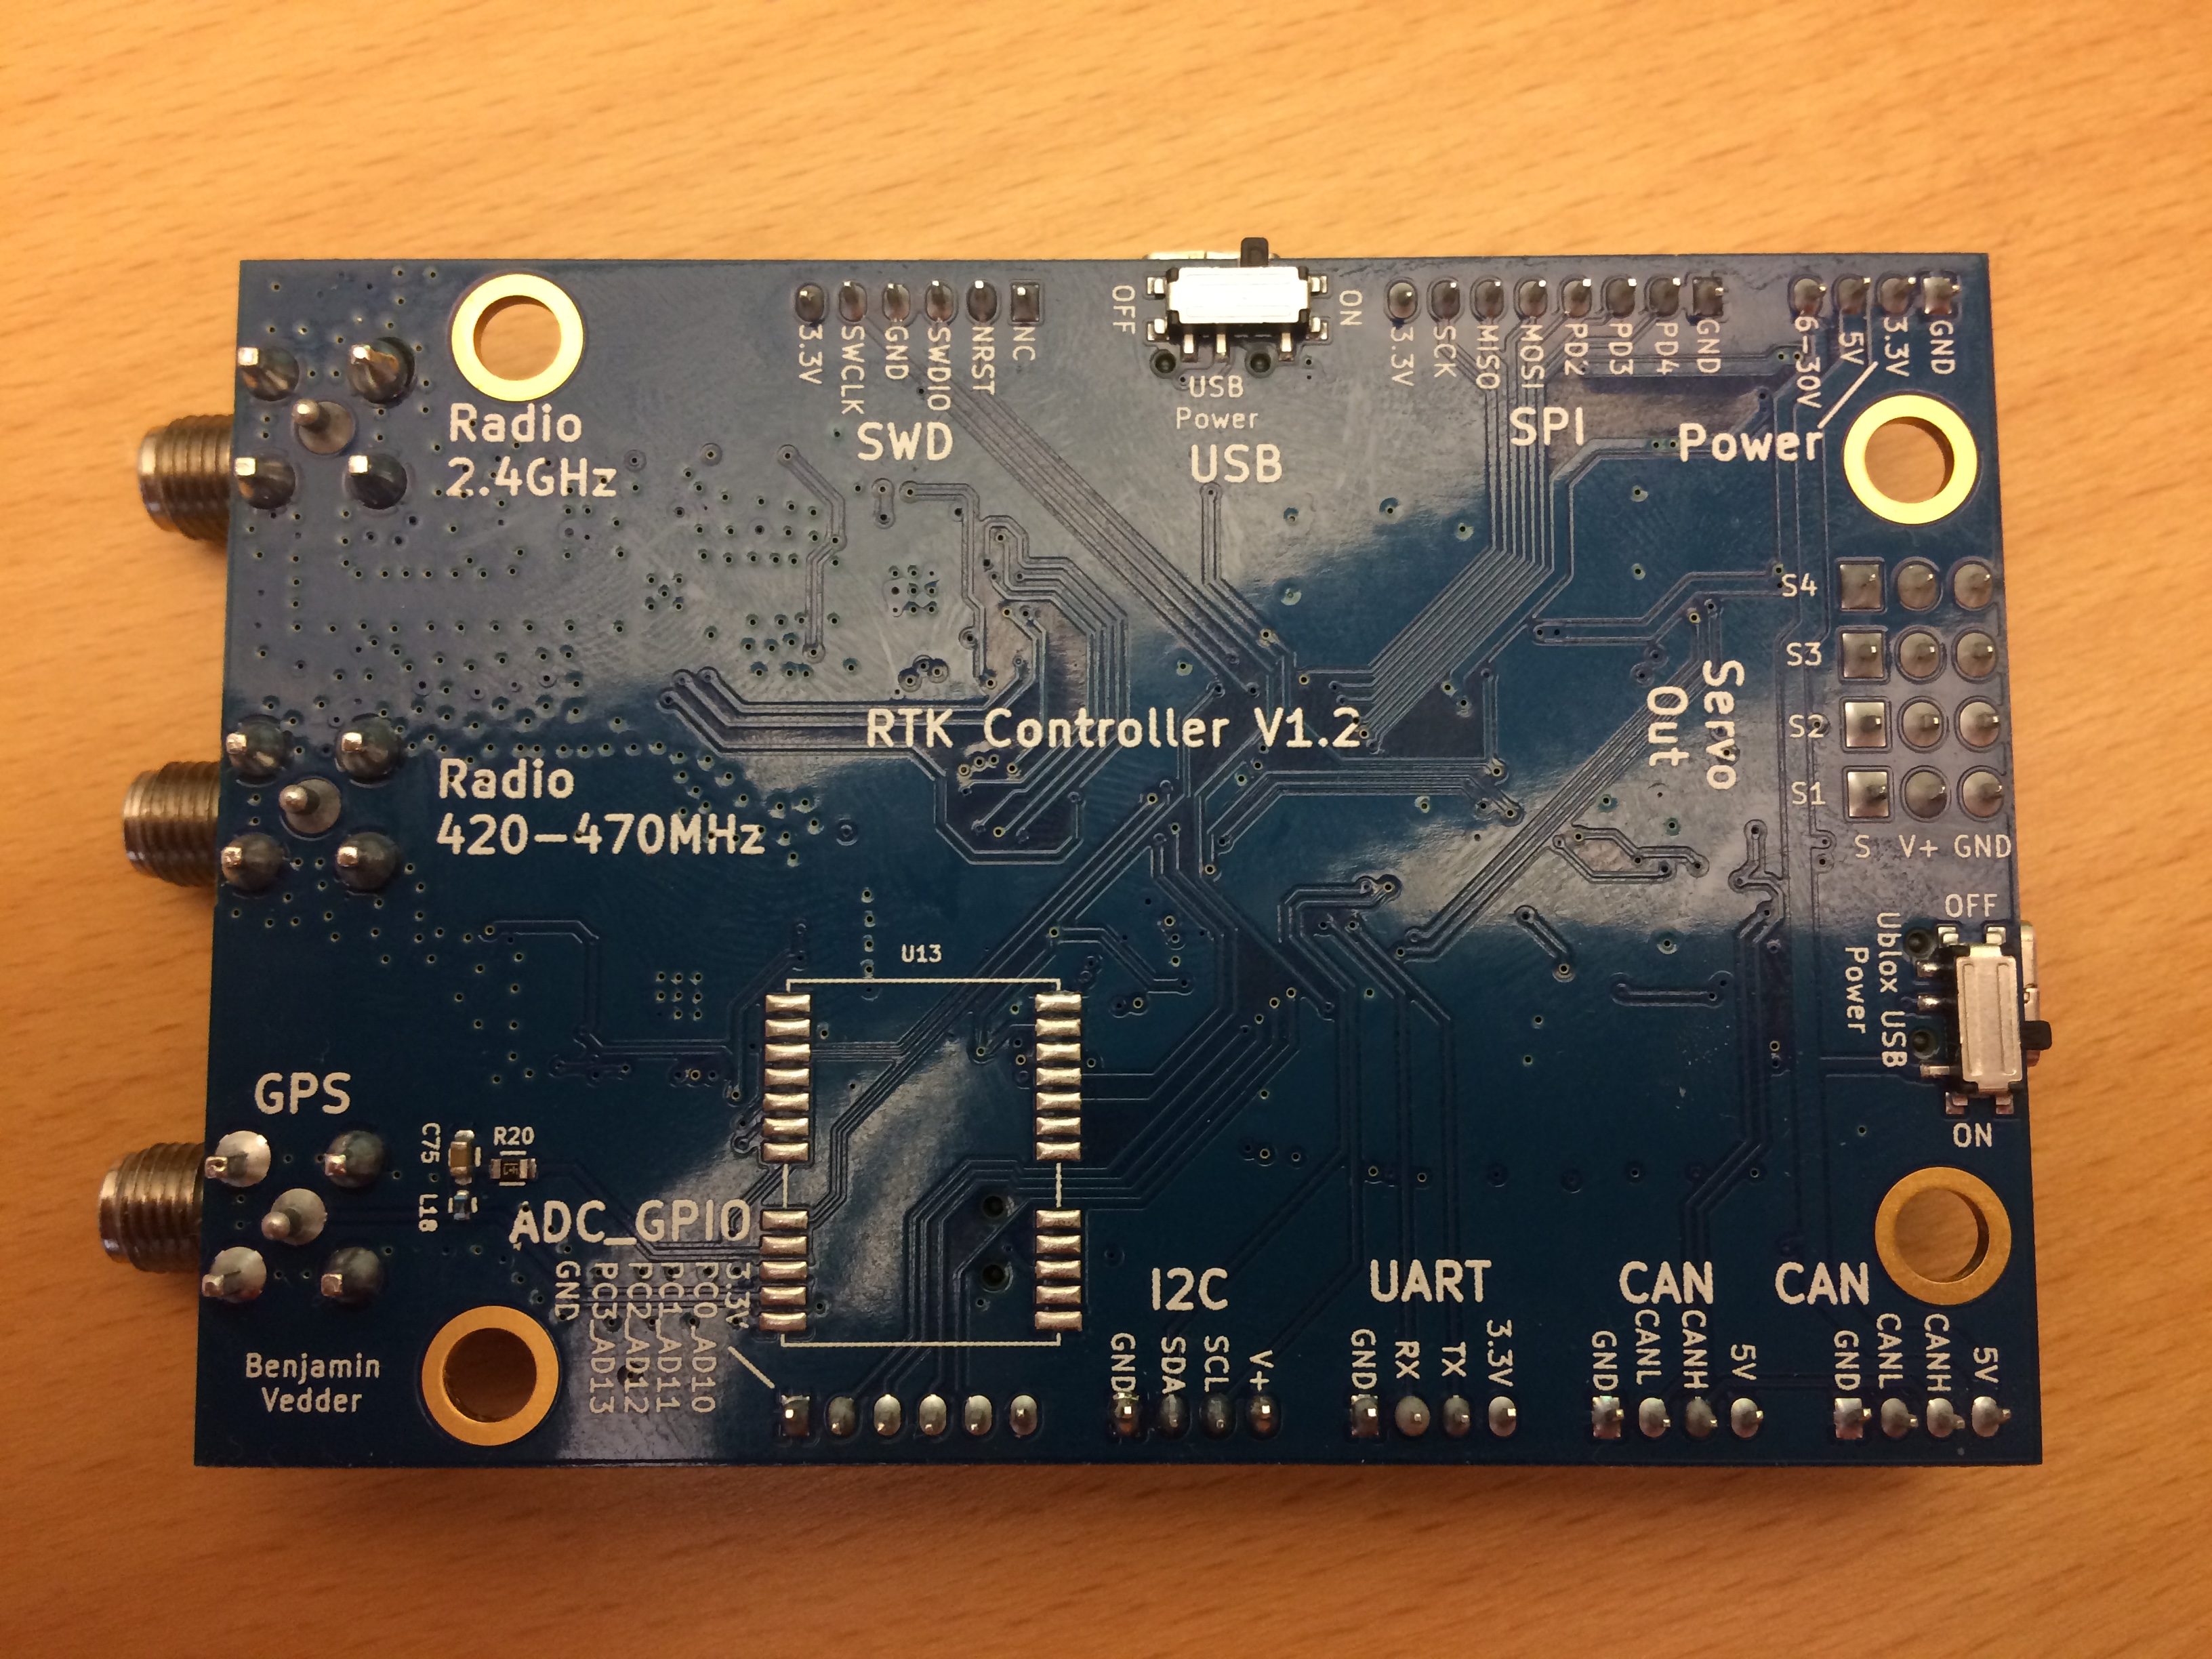 Benjamin
Vedder
GPS
L18
C75
R20
ADC_GPIO
GND
PC3_AD13
PC2_AD12
PC1_AD11
PC0_AD10
3.3V
Radio
420-470MHz
Radio
2.4GHz
U13
RTK Controller V1.2
SWD
3.3V
SWCLK
GND
SWDIO
NRST
NC
OFF
USB
Power
USB
ON
I2C
GND
SDA
SCL
V+
UART
GND
RX
TX
3.3V
SPI
3.3V
SCK
MISO
MOSI
PD2
PD3
PD4
GND
CAN
GND
CANL
CANH
5V
CAN
GND
CANL
CANH
5V
Servo
Out
S1
S2
S3
S4
S
V+
GND
Power
6-30V
5V
3.3V
GND
Ublox USB
Power
ON
OFF